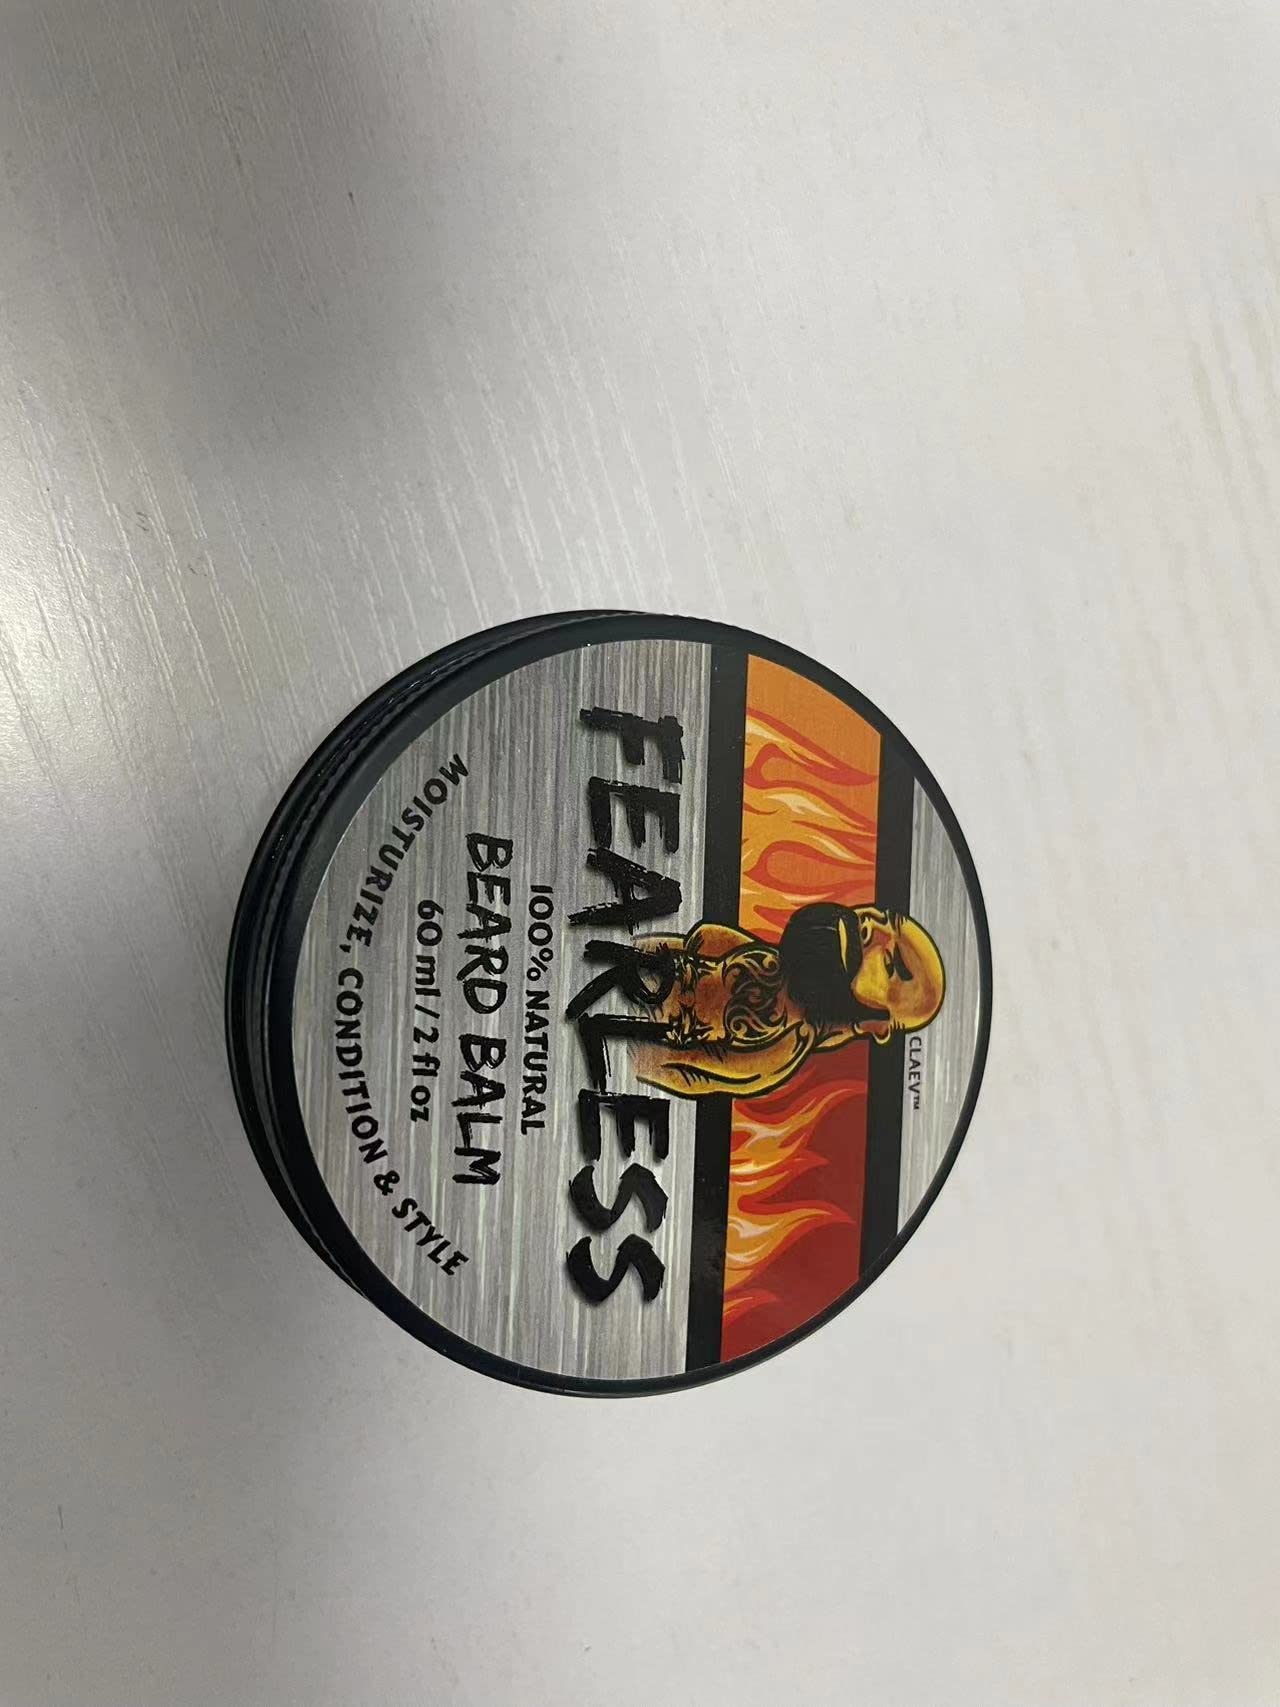 CLAEV™
FEARLESS
100% NATURAL
BEARD BALM
60 ml / 2 fl oz
MOISTURIZE, CONDITION & STYLE